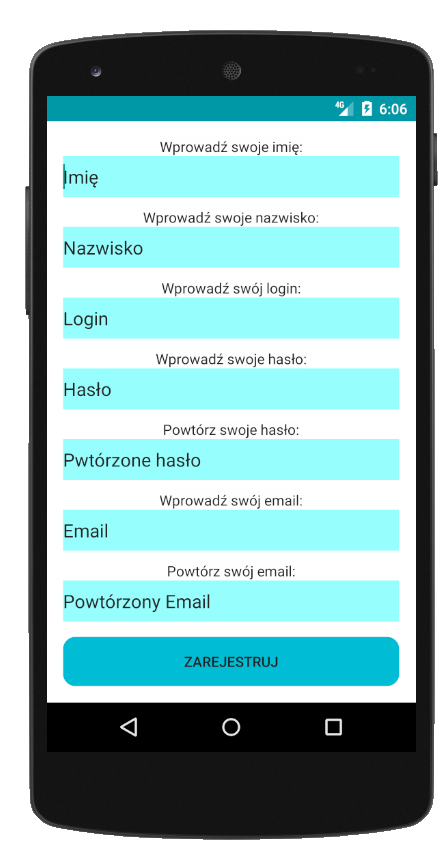 4G 6:06
Wprowadź swoje imię:
Imię
Wprowadź swoje nazwisko:
Nazwisko
Wprowadź swój login:
Login
Wprowadź swoje hasło:
Hasło
Powtórz swoje hasło:
Pwtórzone hasło
Wprowadź swój email:
Email
Powtórz swój email:
Powtórzony Email
ZAREJESTRUJ